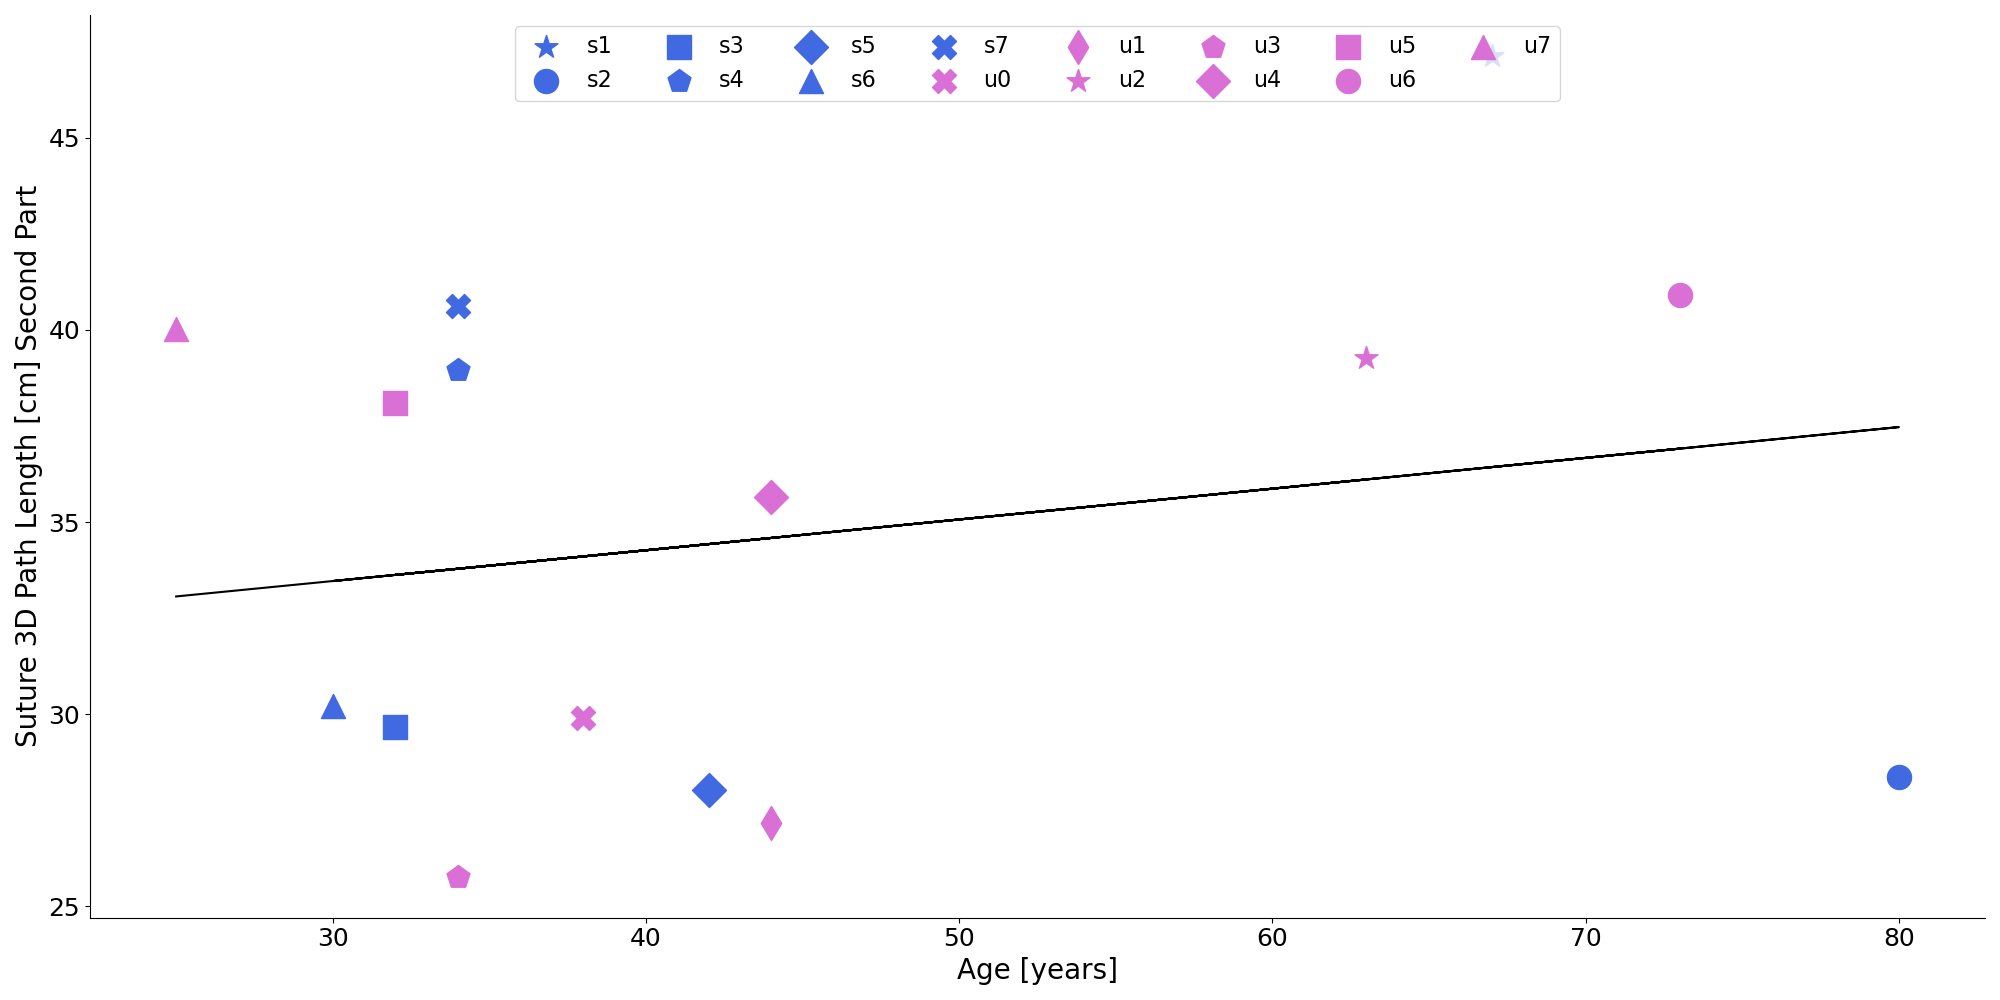 s1 s3 s5 s7 u1 u3 u5 u7
s2 s4 s6 u0 u2 u4 u6
Suture 3D Path Length [cm] Second Part
45
40
35
30
25
30 40 50 60 70 80
Age [years]